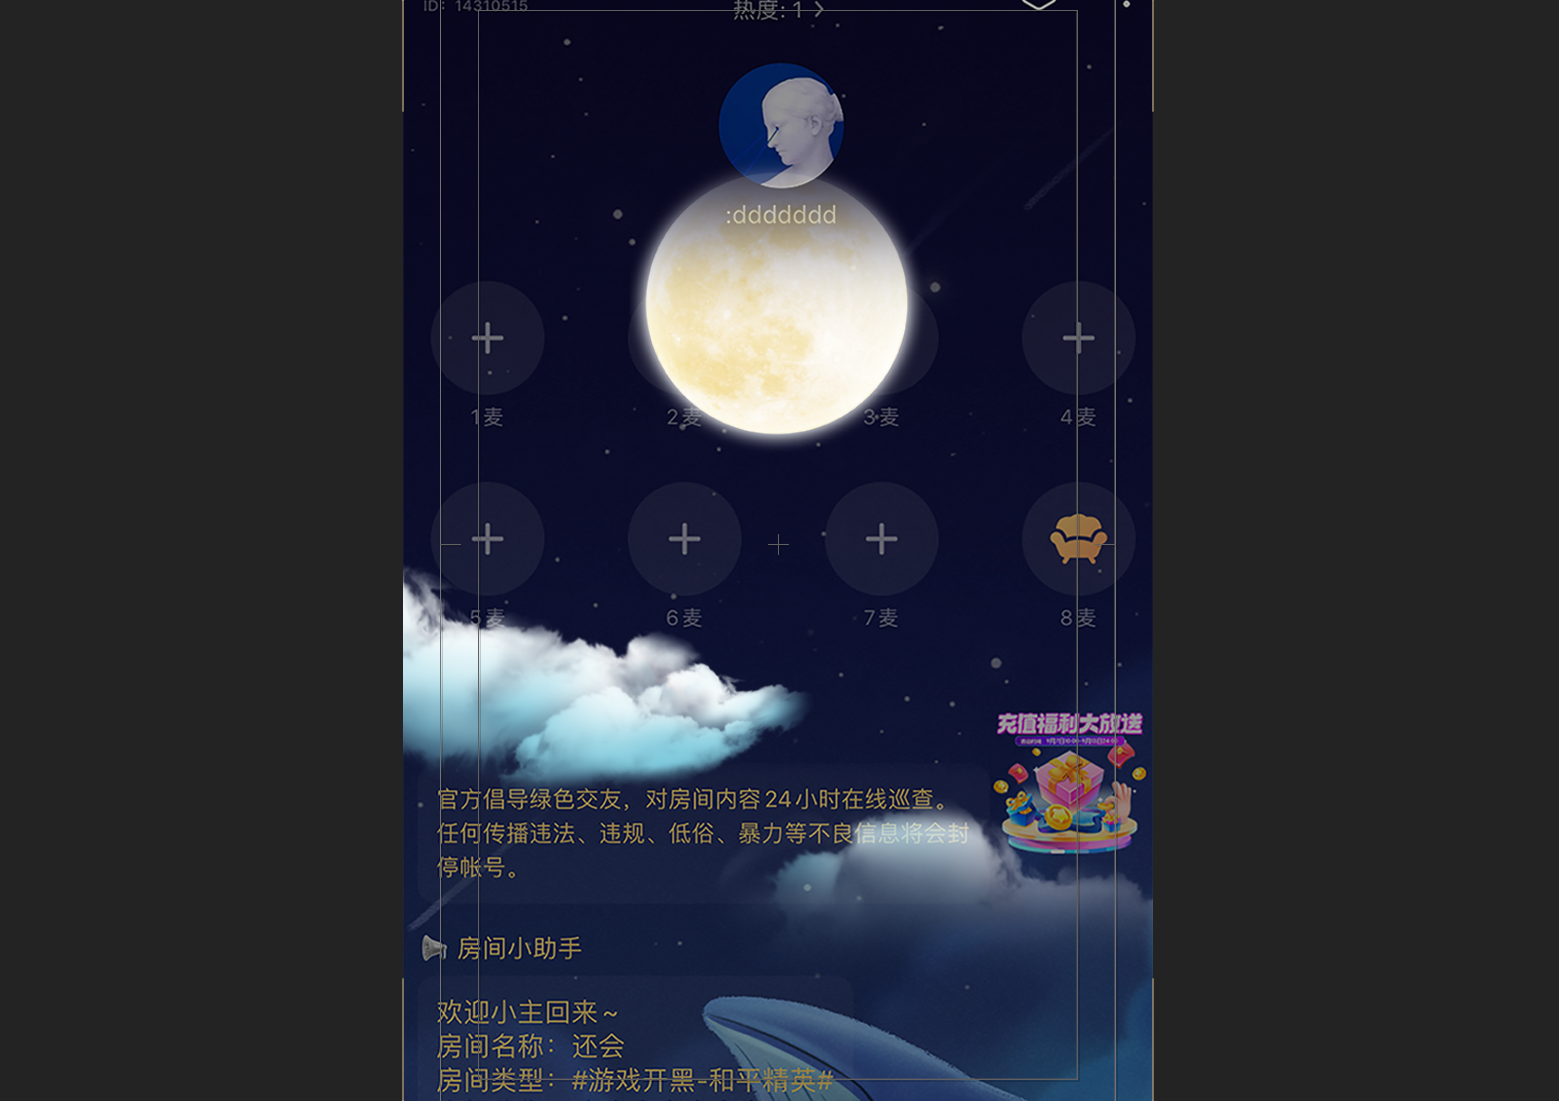 ID: 14310515
热度: 1 >
:ddddddd
1麦
2麦
3麦
4麦
5麦
6麦
7麦
8麦
充值福利大放送
官方倡导绿色交友，对房间内容24小时在线巡查。
任何传播违法、违规、低俗、暴力等不良信息将会封
停帐号。
房间小助手
欢迎小主回来~
房间名称：还会
房间类型：#游戏开黑-和平精英#